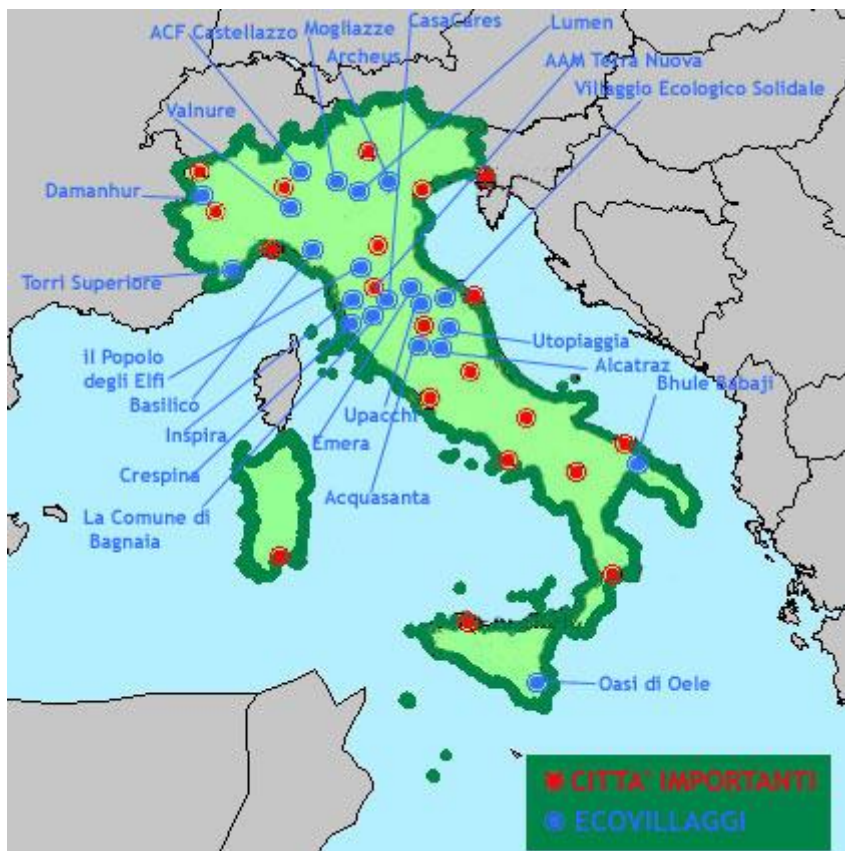 ACF Castellazzo
Mogliazze
CasaCares
Lumen
Archeus
AAM Terra Nuova
Villaggio Ecologico Solidale
Valnure
Damanhur
Torri Superiore
Utopiaggia
il Popolo
degli Elfi
Alcatraz
Bhule Babaji
Basilico
Upacchi
Inspira
Emera
Crespina
Acquasanta
La Comune di
Bagnaia
Oasi di Oele
CITTA' IMPORTANTI
ECOVILLAGGI